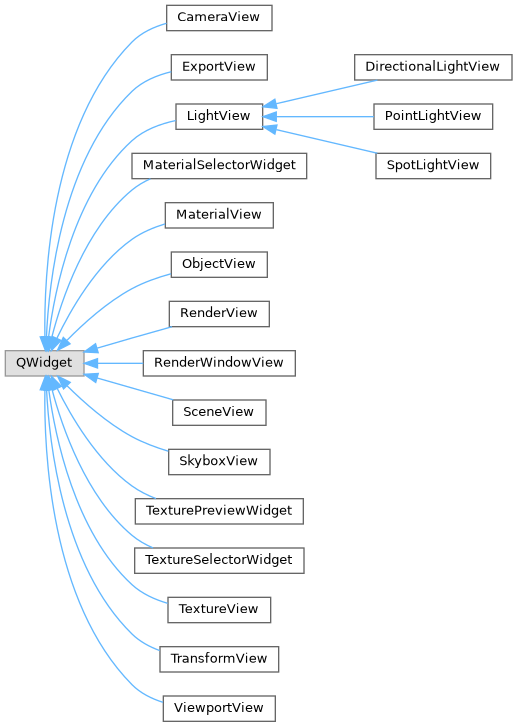 CameraView
ExportView
DirectionalLightView
LightView
PointLightView
MaterialSelectorWidget
SpotLightView
MaterialView
ObjectView
RenderView
QWidget
RenderWindowView
SceneView
SkyboxView
TexturePreviewWidget
TextureSelectorWidget
TextureView
TransformView
ViewportView